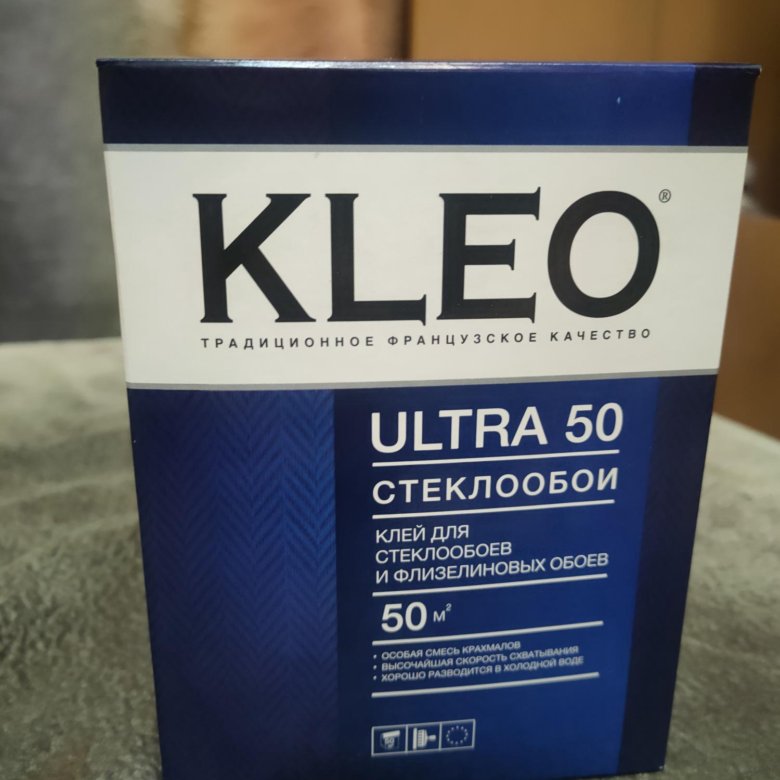 KLEO®
ТРАДИЦИОННОЕ ФРАНЦУЗСКОЕ КАЧЕСТВО
ULTRA 50
СТЕКЛООБОИ
КЛЕЙ ДЛЯ
СТЕКЛООБОЕВ
И ФЛИЗЕЛИНОВЫХ ОБОЕВ
50 м²
• ОСОБАЯ СМЕСЬ КРАХМАЛОВ
• ВЫСОЧАЙШАЯ СКОРОСТЬ СХВАТЫВАНИЯ
• ХОРОШО РАЗВОДИТСЯ В ХОЛОДНОЙ ВОДЕ